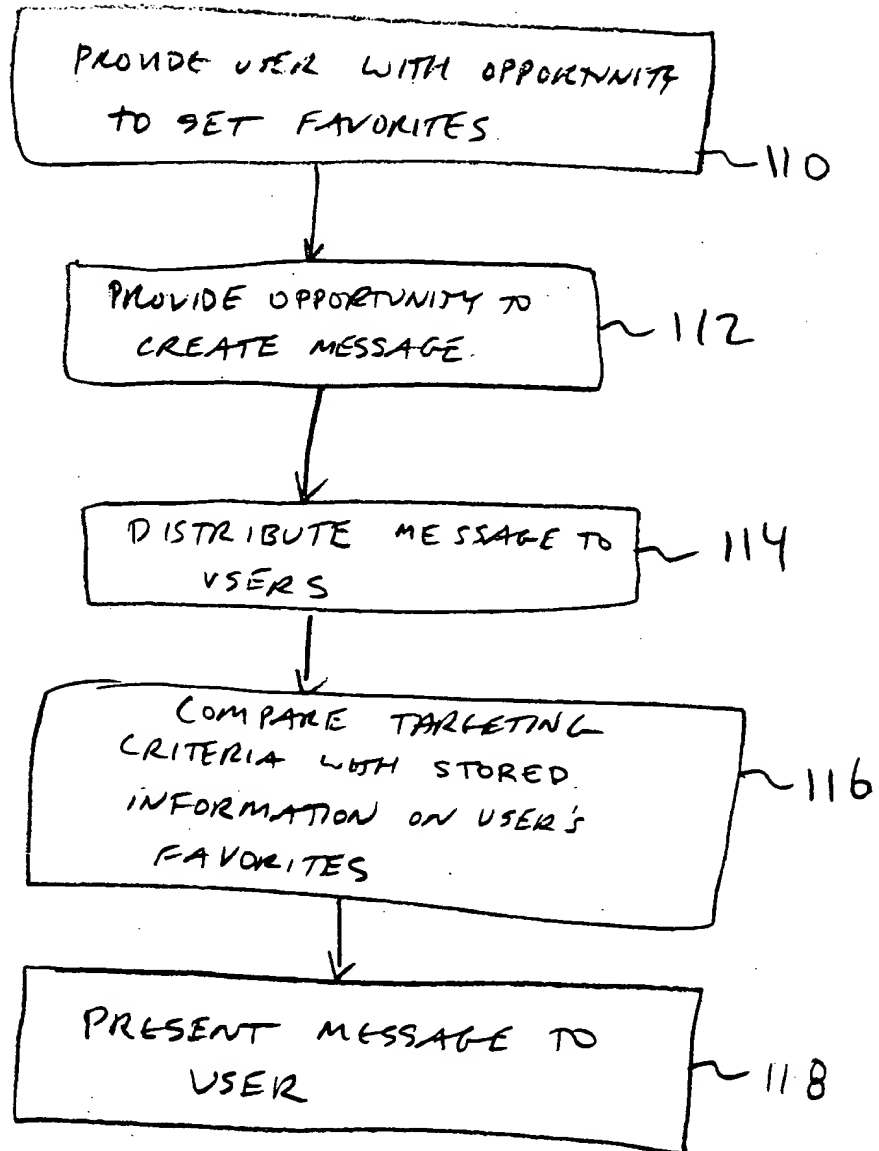 PROVIDE USER WITH OPPORTUNITY
TO SET FAVORITES.
110
PROVIDE OPPORTUNITY TO
CREATE MESSAGE.
112
DISTRIBUTE MESSAGE TO
USERS
114
COMPARE TARGETING
CRITERIA WITH STORED
INFORMATION ON USER'S
FAVORITES
116
PRESENT MESSAGE TO
USER
118